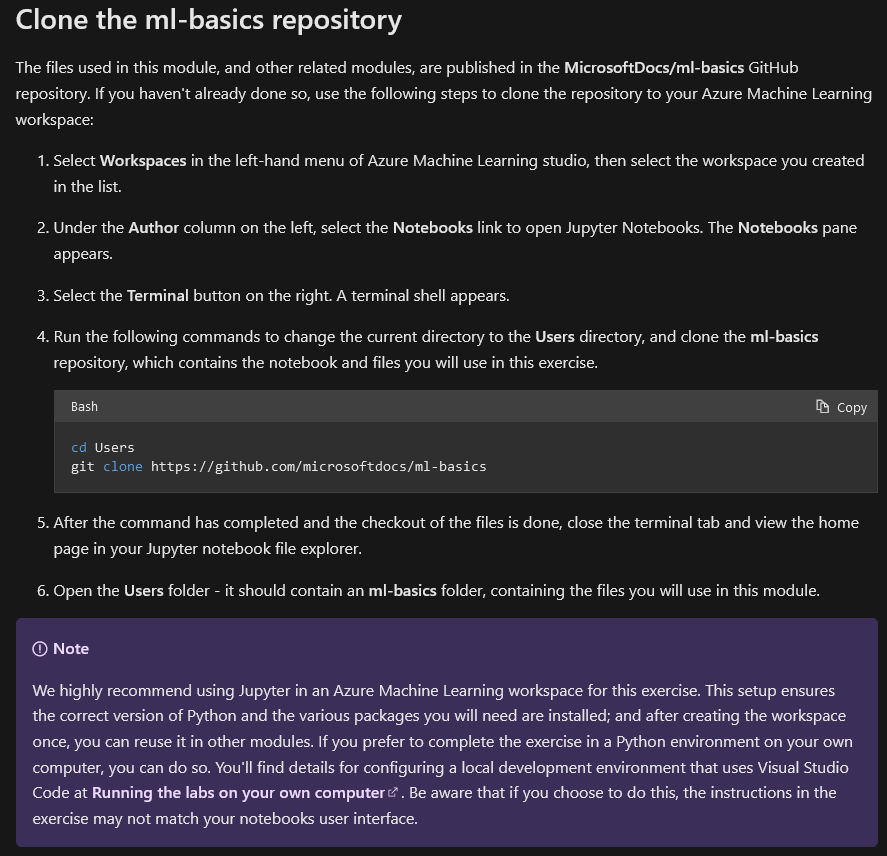 Clone the ml-basics repository
The files used in this module, and other related modules, are published in the MicrosoftDocs/ml-basics GitHub
repository. If you haven't already done so, use the following steps to clone the repository to your Azure Machine Learning
workspace:
1. Select Workspaces in the left-hand menu of Azure Machine Learning studio, then select the workspace you created
in the list.
2. Under the Author column on the left, select the Notebooks link to open Jupyter Notebooks. The Notebooks pane
appears.
3. Select the Terminal button on the right. A terminal shell appears.
4. Run the following commands to change the current directory to the Users directory, and clone the ml-basics
repository, which contains the notebook and files you will use in this exercise.
Bash Copy
cd Users
git clone https://github.com/microsoftdocs/ml-basics
5. After the command has completed and the checkout of the files is done, close the terminal tab and view the home
page in your Jupyter notebook file explorer.
6. Open the Users folder - it should contain an ml-basics folder, containing the files you will use in this module.
Note
We highly recommend using Jupyter in an Azure Machine Learning workspace for this exercise. This setup ensures
the correct version of Python and the various packages you will need are installed; and after creating the workspace
once, you can reuse it in other modules. If you prefer to complete the exercise in a Python environment on your own
computer, you can do so. You'll find details for configuring a local development environment that uses Visual Studio
Code at Running the labs on your own computer. Be aware that if you choose to do this, the instructions in the
exercise may not match your notebooks user interface.